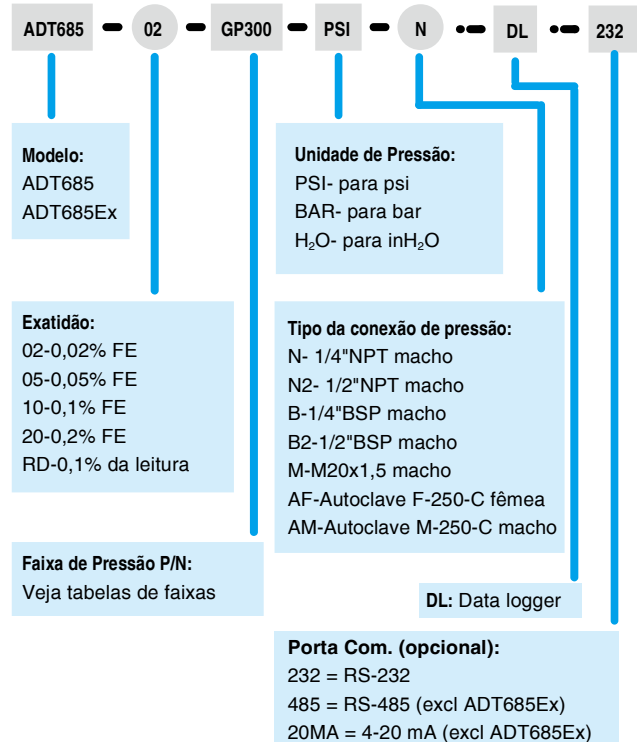 ADT685 - 02 - GP300 - PSI - N - DL - 232
Modelo:
ADT685
ADT685Ex
Unidade de Pressão:
PSI- para psi
BAR- para bar
H₂O- para inH₂O
Exatidão:
02-0,02% FE
05-0,05% FE
10-0,1% FE
20-0,2% FE
RD-0,1% da leitura
Tipo da conexão de pressão:
N- 1/4"NPT macho
N2- 1/2"NPT macho
B-1/4"BSP macho
B2-1/2"BSP macho
M-M20x1,5 macho
AF-Autoclave F-250-C fêmea
AM-Autoclave M-250-C macho
Faixa de Pressão P/N:
Veja tabelas de faixas
DL: Data logger
Porta Com. (opcional):
232 = RS-232
485 = RS-485 (excl ADT685Ex)
20MA = 4-20 mA (excl ADT685Ex)